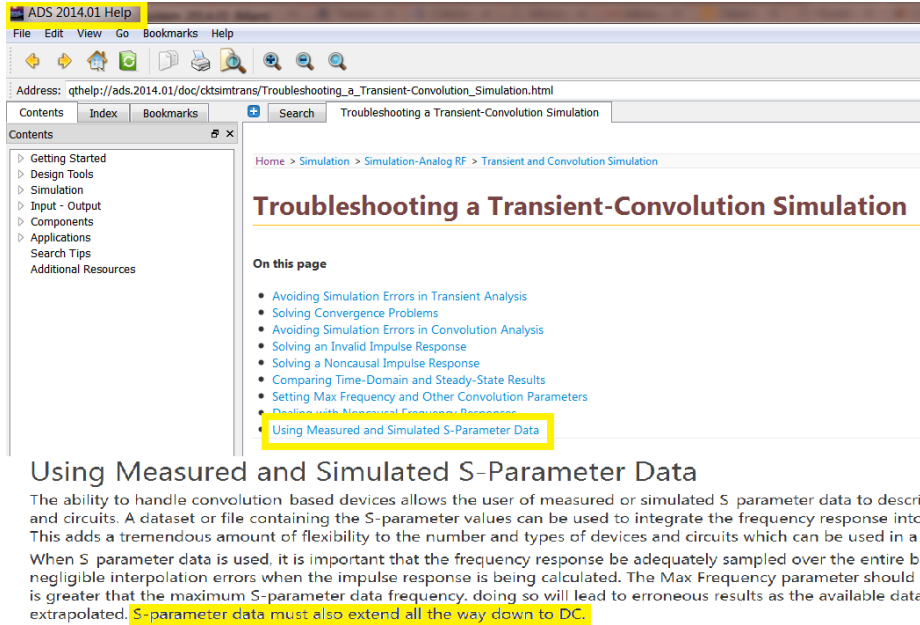 ADS 2014.01 Help
File Edit View Go Bookmarks Help
Address: qthelp://ads.2014.01/doc/cktsimtrans/Troubleshooting_a_Transient-Convolution_Simulation.html
Contents Index Bookmarks Search Troubleshooting a Transient-Convolution Simulation
Contents
Getting Started
Design Tools
Simulation
Input - Output
Components
Applications
Search Tips
Additional Resources
Home > Simulation > Simulation-Analog RF > Transient and Convolution Simulation
Troubleshooting a Transient-Convolution Simulation
On this page
Avoiding Simulation Errors in Transient Analysis
Solving Convergence Problems
Avoiding Simulation Errors in Convolution Analysis
Solving an Invalid Impulse Response
Solving a Noncausal Impulse Response
Comparing Time-Domain and Steady-State Results
Setting Max Frequency and Other Convolution Parameters
Dealing with Noncausal Frequency Responses
Using Measured and Simulated S-Parameter Data
Using Measured and Simulated S-Parameter Data
The ability to handle convolution based devices allows the user of measured or simulated S parameter data to descri
and circuits. A dataset or file containing the S-parameter values can be used to integrate the frequency response into
This adds a tremendous amount of flexibility to the number and types of devices and circuits which can be used in a
When S parameter data is used, it is important that the frequency response be adequately sampled over the entire b
negligible interpolation errors when the impulse response is being calculated. The Max Frequency parameter should
is greater that the maximum S-parameter data frequency. doing so will lead to erroneous results as the available data
extrapolated. S-parameter data must also extend all the way down to DC.